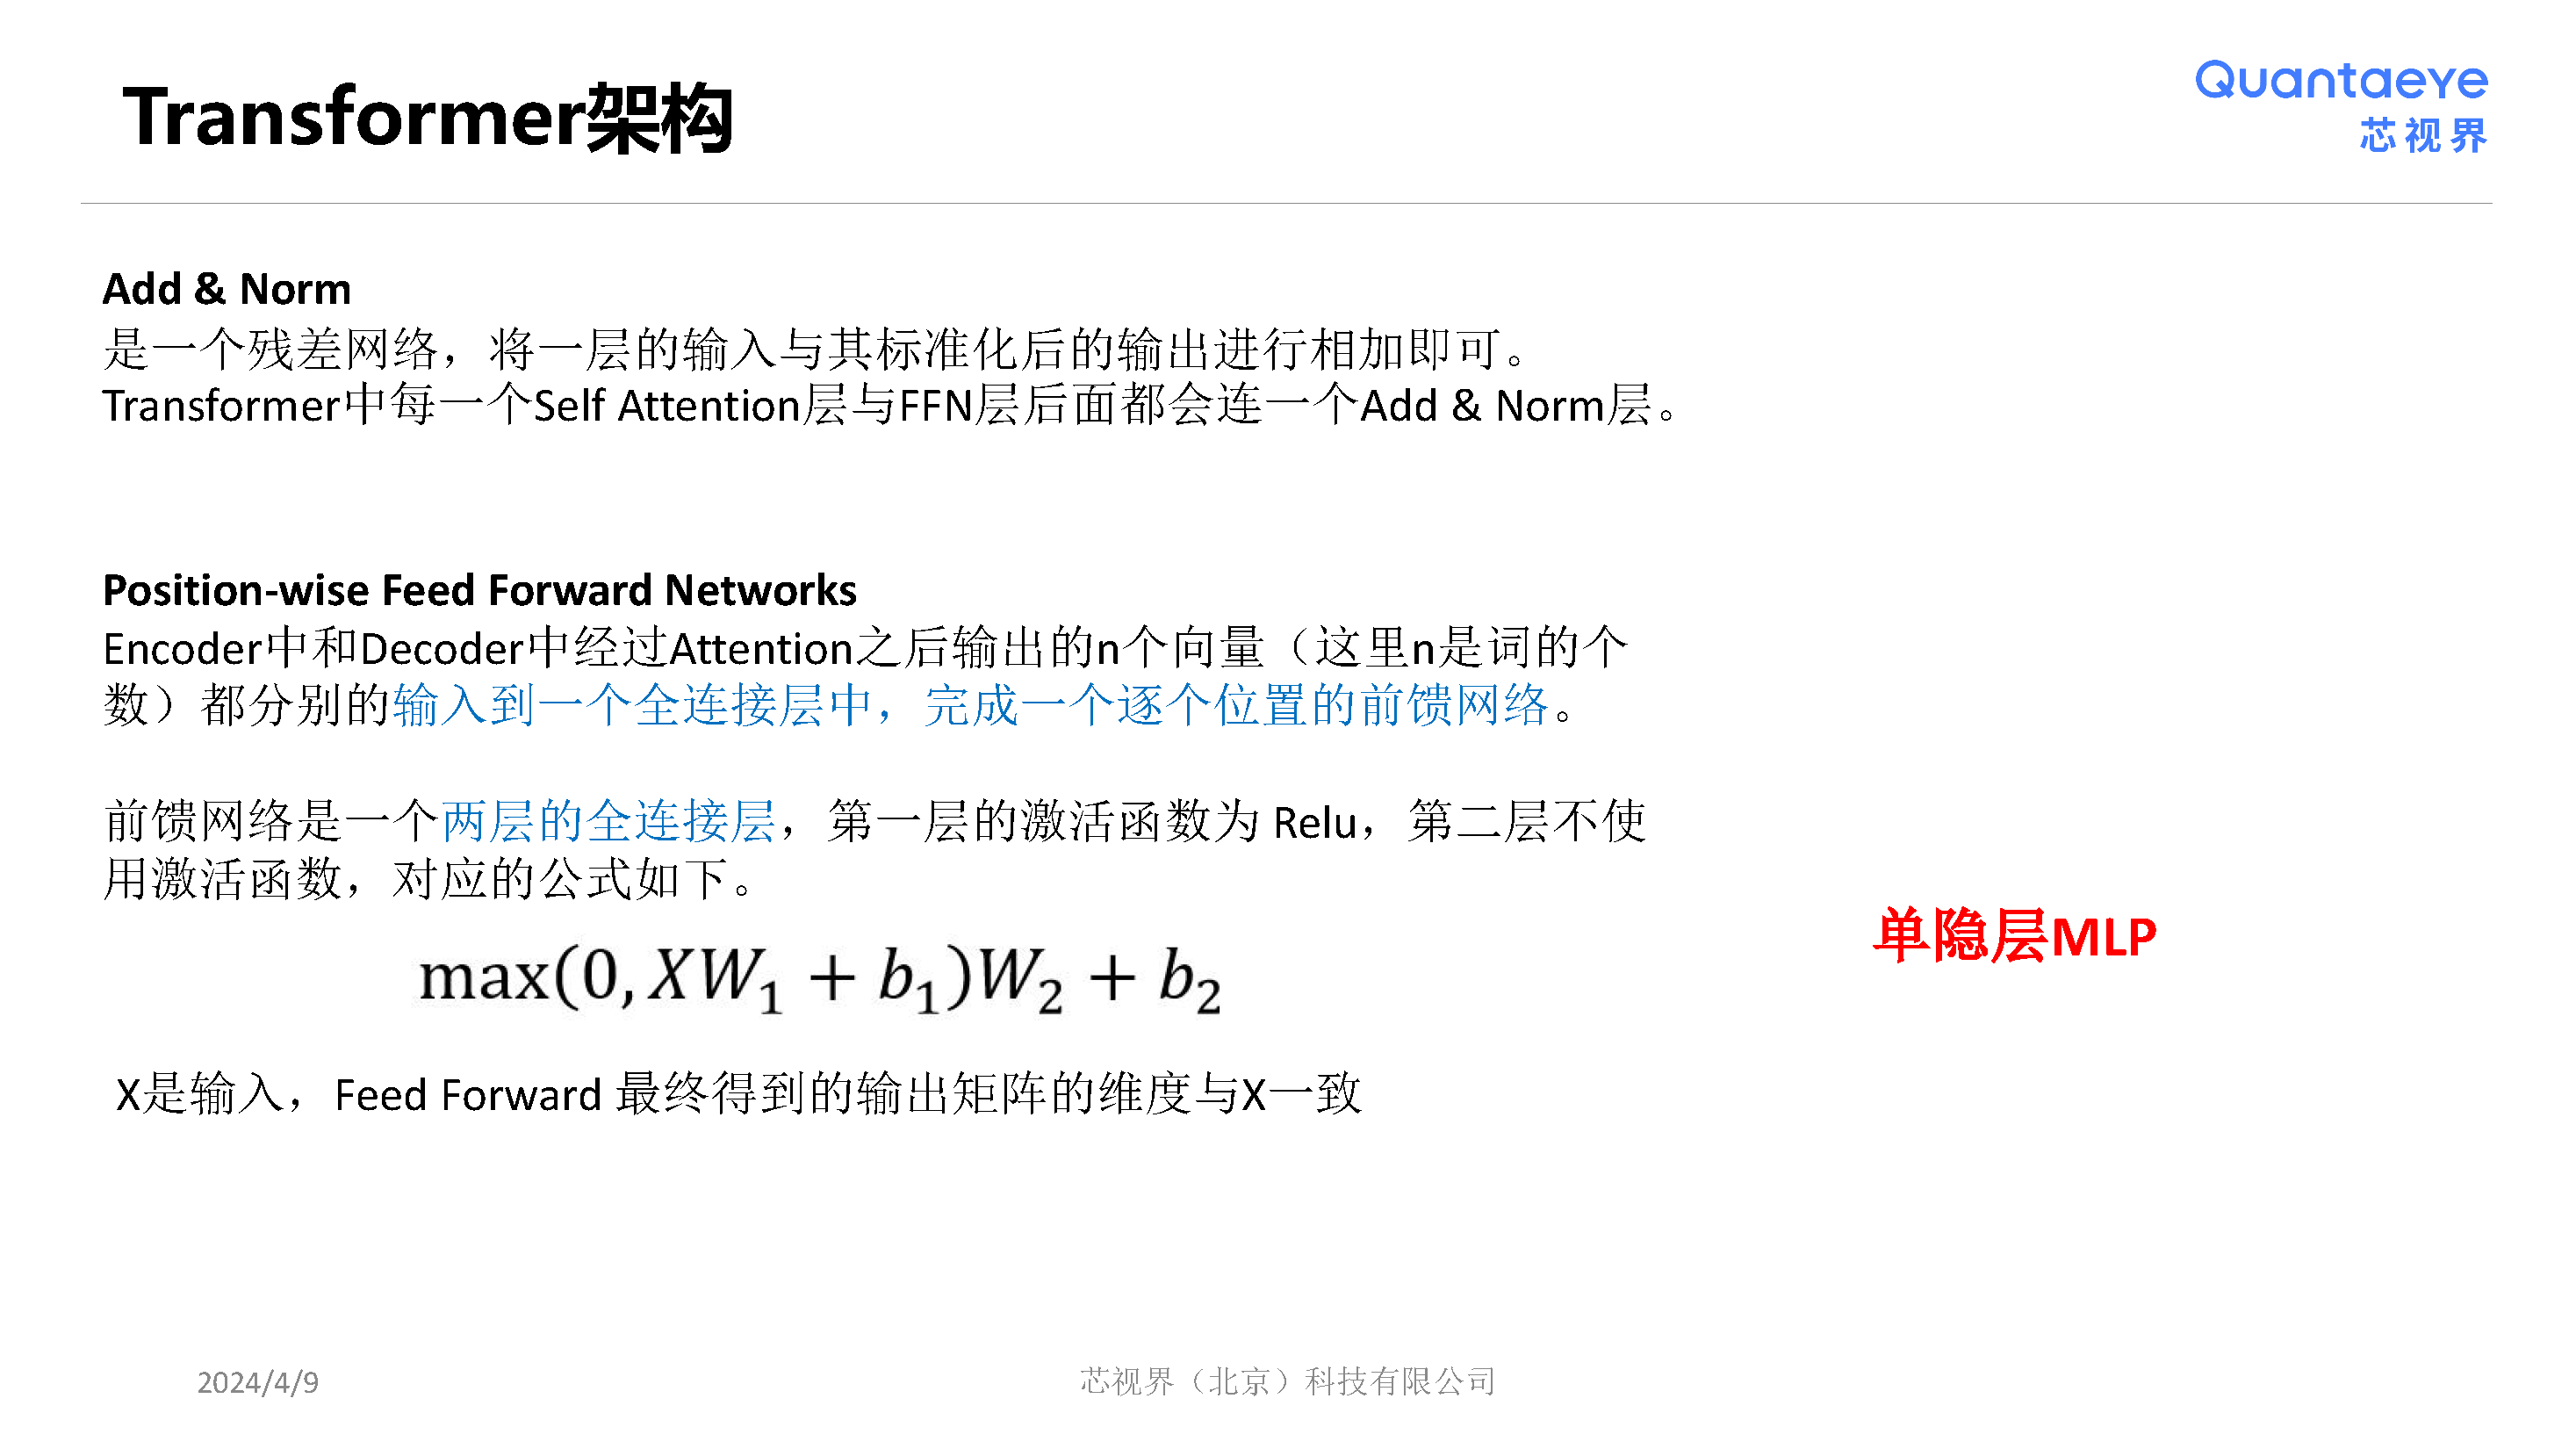 Transformer架构
Quantaeye
芯视界
Add & Norm
是一个残差网络，将一层的输入与其标准化后的输出进行相加即可。
Transformer中每一个Self Attention层与FFN层后面都会连一个Add & Norm层。
Position-wise Feed Forward Networks
Encoder中和Decoder中经过Attention之后输出的n个向量（这里n是词的个
数）都分别的输入到一个全连接层中，完成一个逐个位置的前馈网络。
前馈网络是一个两层的全连接层，第一层的激活函数为 Relu，第二层不使
用激活函数，对应的公式如下。
单隐层MLP
max(0, XW₁ + b₁)W₂ + b₂
X是输入，Feed Forward 最终得到的输出矩阵的维度与X一致
2024/4/9
芯视界（北京）科技有限公司